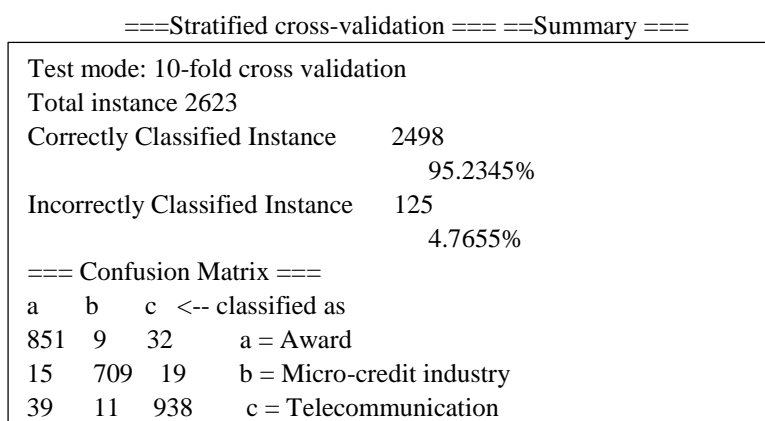 ===Stratified cross-validation === ==Summary ===
Test mode: 10-fold cross validation
Total instance 2623
Correctly Classified Instance 2498
95.2345%
Incorrectly Classified Instance 125
4.7655%
=== Confusion Matrix ===
a b c <-- classified as
851 9 32 a = Award
15 709 19 b = Micro-credit industry
39 11 938 c = Telecommunication